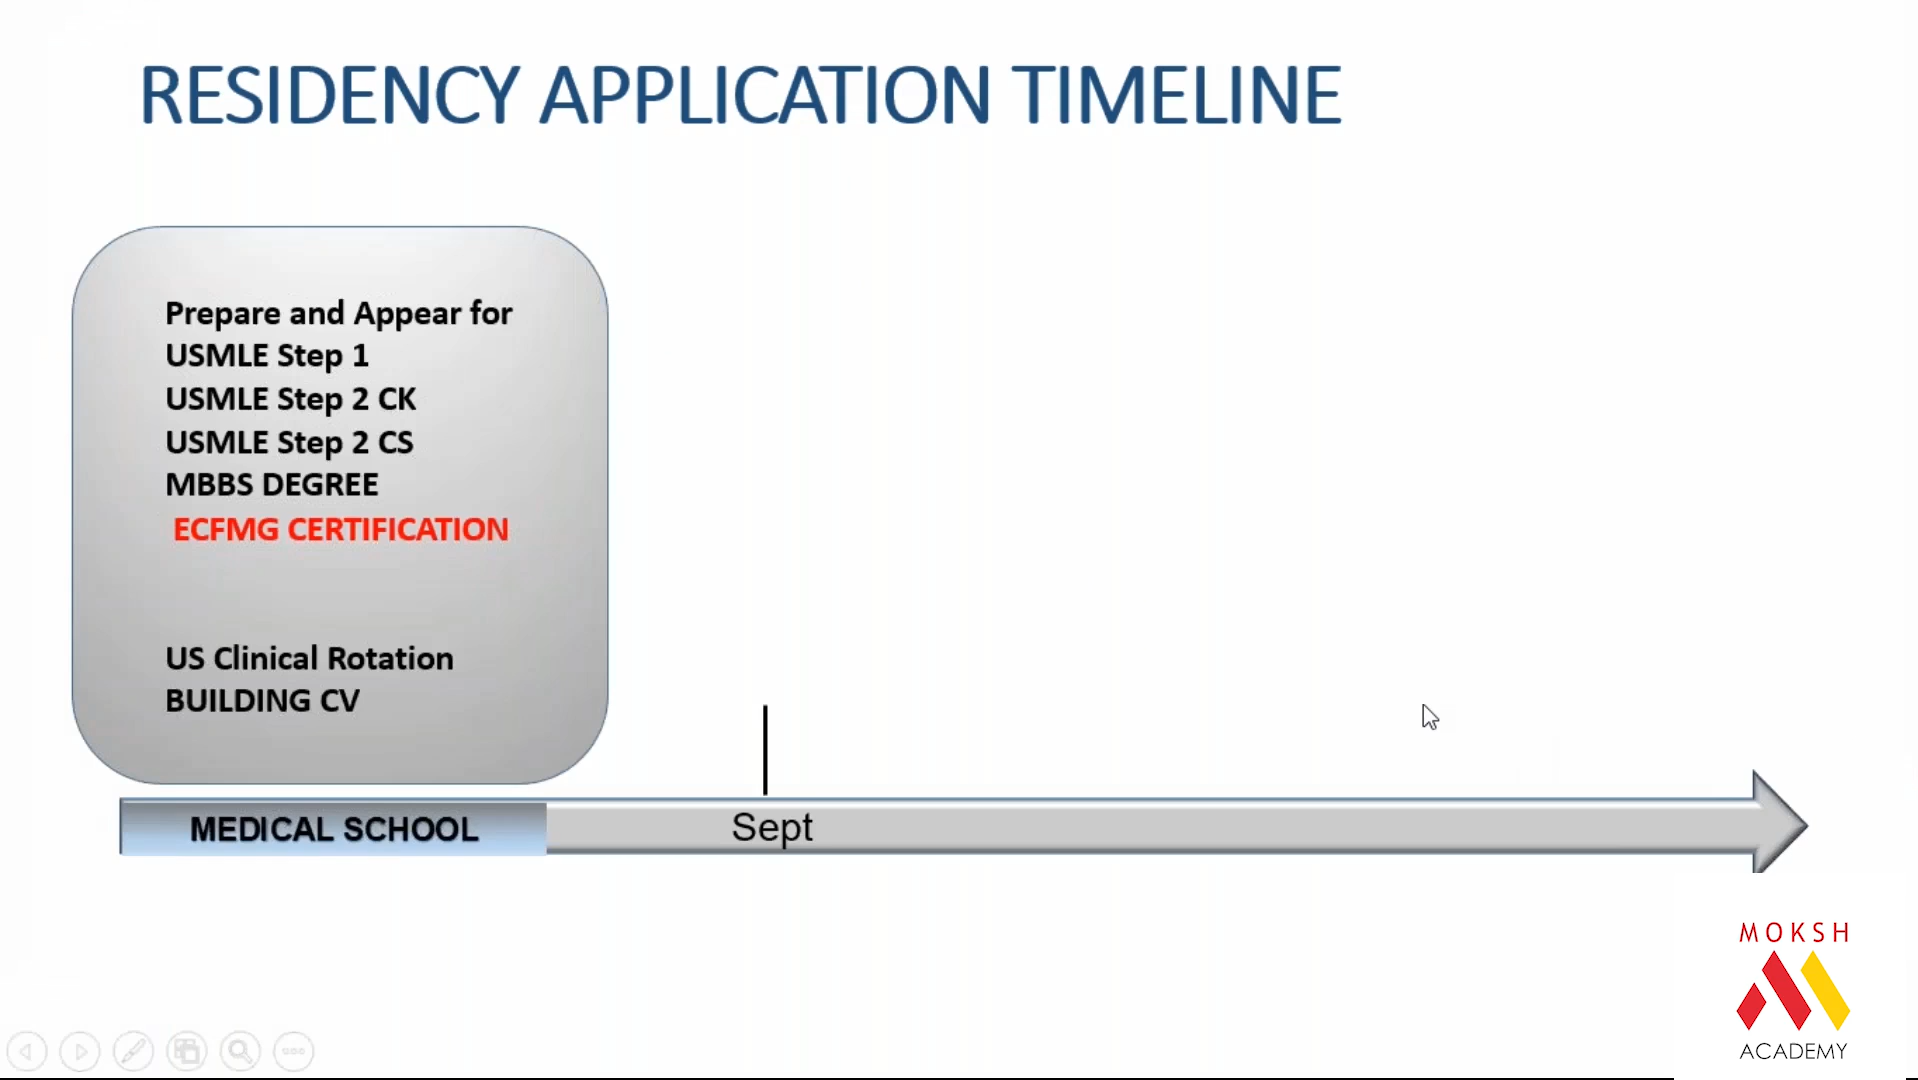 RESIDENCY APPLICATION TIMELINE
Prepare and Appear for
USMLE Step 1
USMLE Step 2 CK
USMLE Step 2 CS
MBBS DEGREE
ECFMG CERTIFICATION
US Clinical Rotation
BUILDING CV
MEDICAL SCHOOL
Sept
MOKSH
ACADEMY